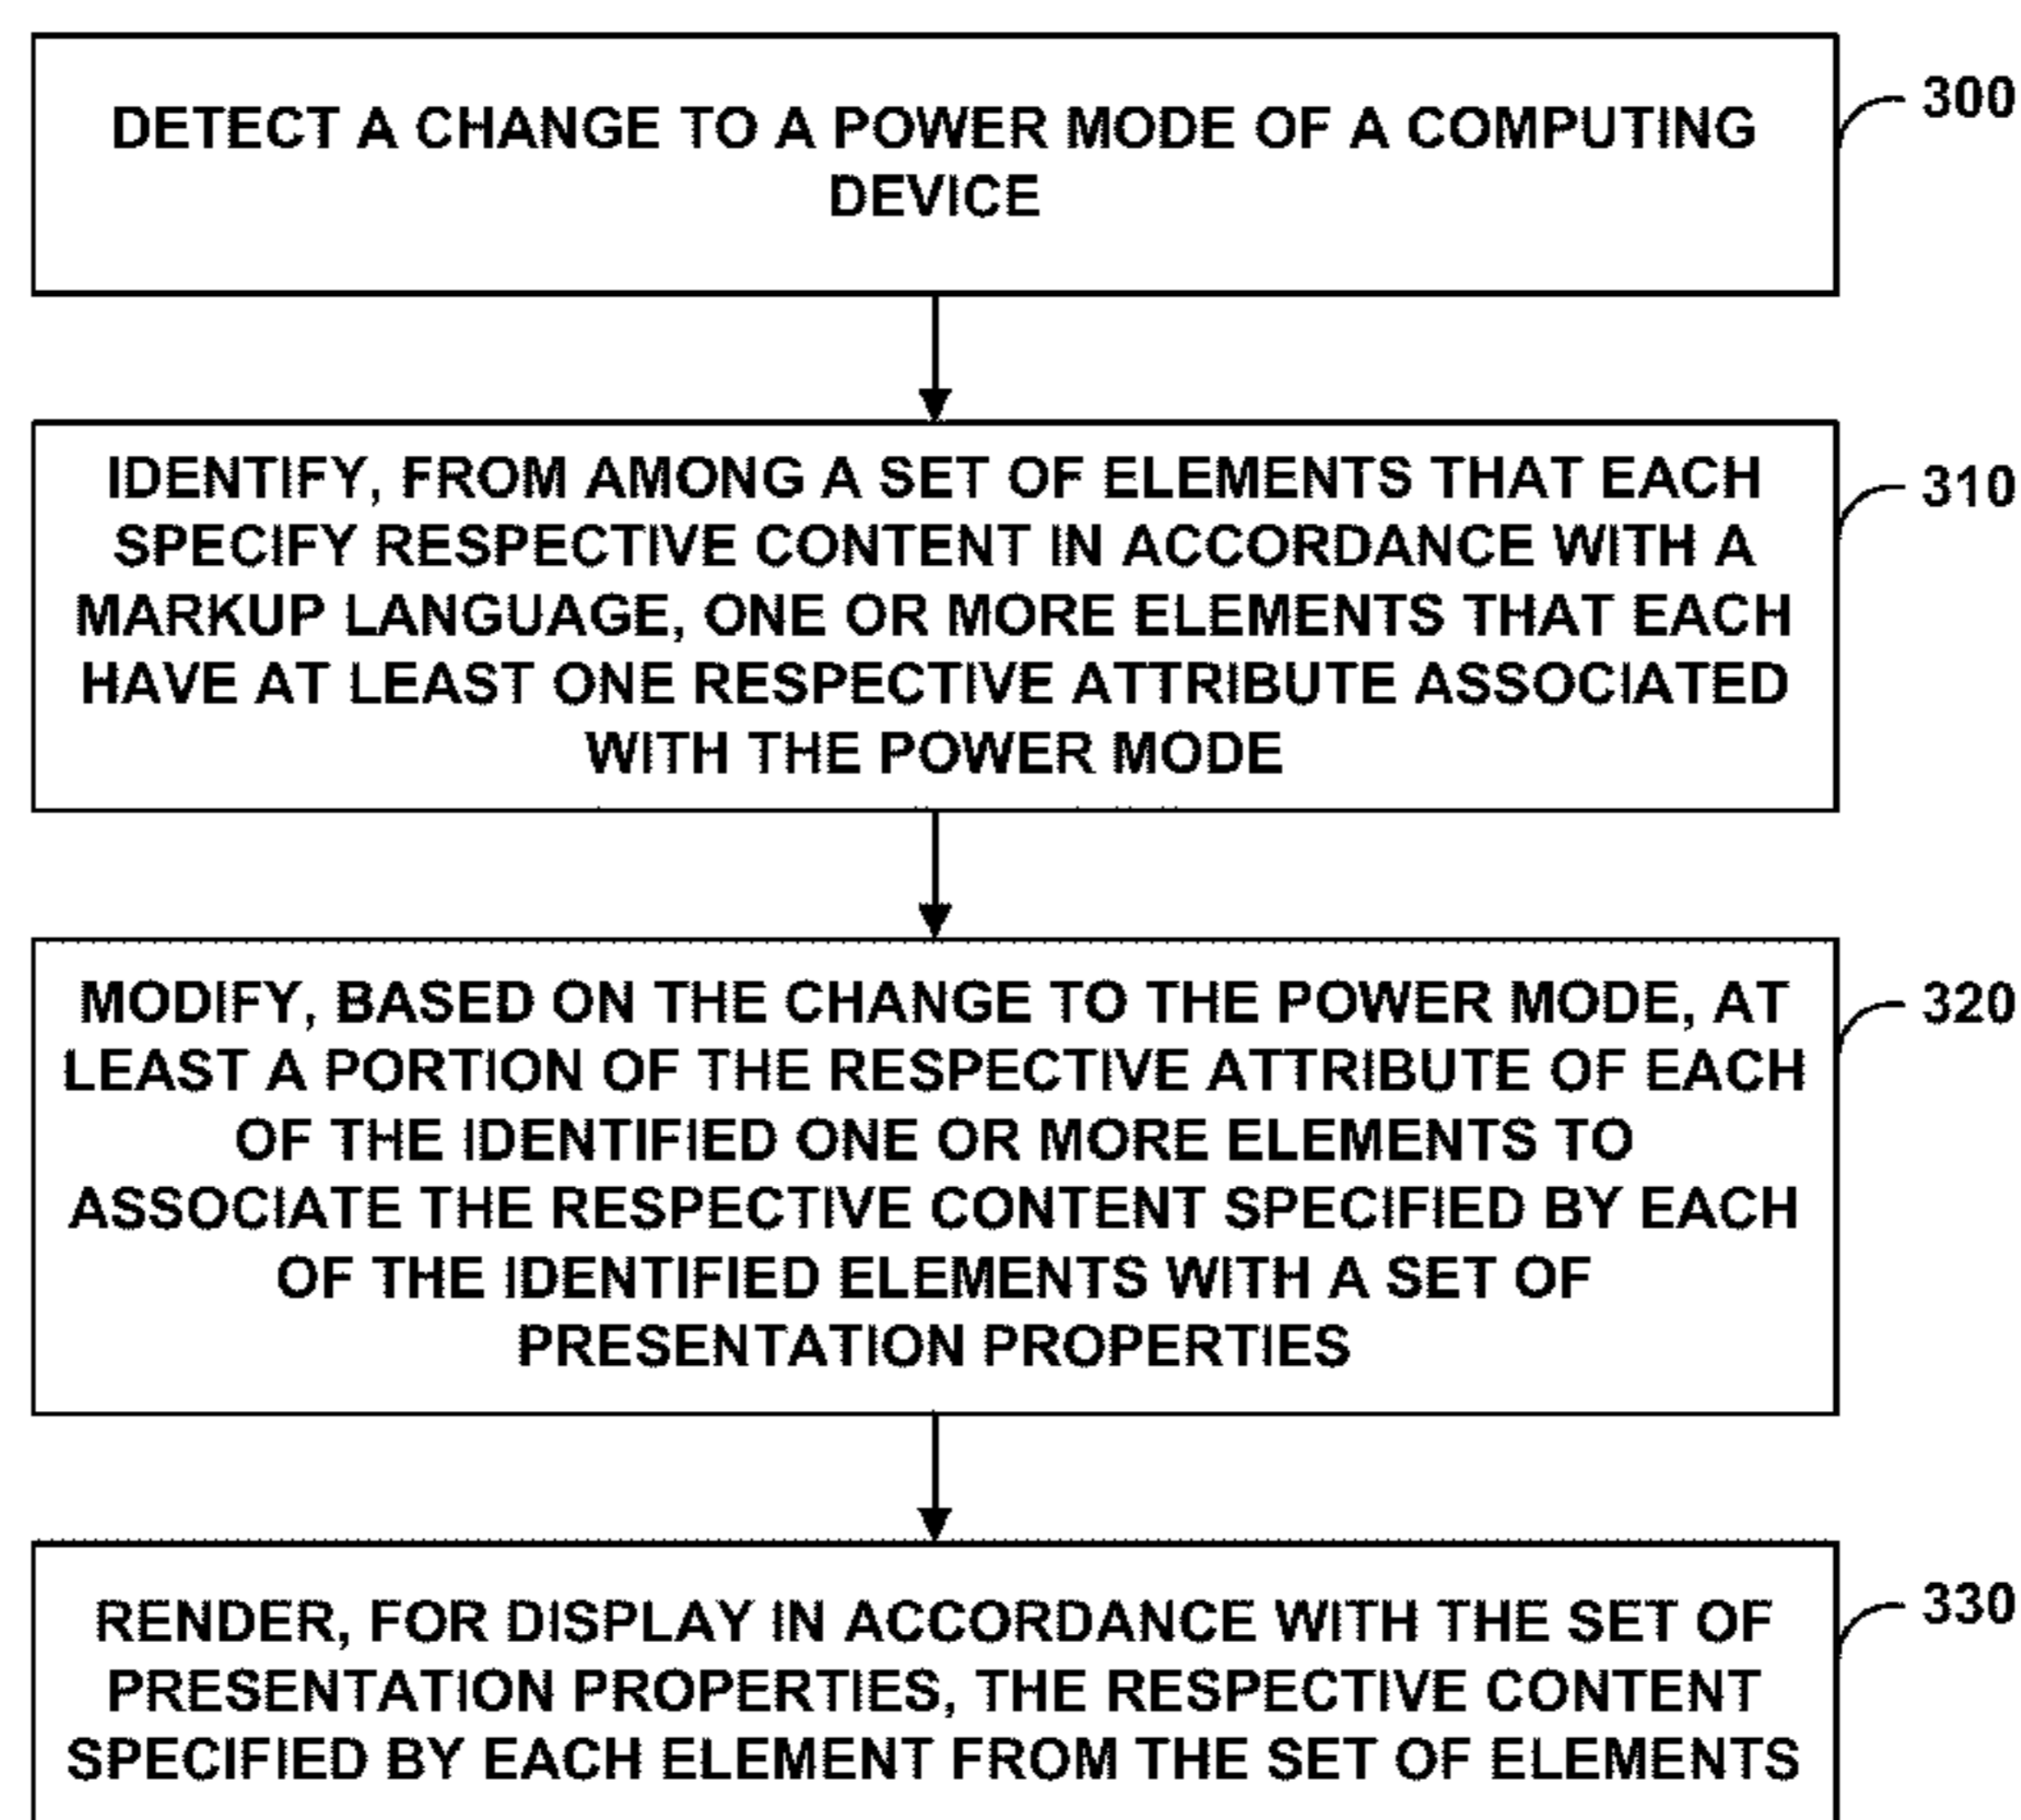 DETECT A CHANGE TO A POWER MODE OF A COMPUTING
DEVICE
300
IDENTIFY, FROM AMONG A SET OF ELEMENTS THAT EACH
SPECIFY RESPECTIVE CONTENT IN ACCORDANCE WITH A
MARKUP LANGUAGE, ONE OR MORE ELEMENTS THAT EACH
HAVE AT LEAST ONE RESPECTIVE ATTRIBUTE ASSOCIATED
WITH THE POWER MODE
310
MODIFY, BASED ON THE CHANGE TO THE POWER MODE, AT
LEAST A PORTION OF THE RESPECTIVE ATTRIBUTE OF EACH
OF THE IDENTIFIED ONE OR MORE ELEMENTS TO
ASSOCIATE THE RESPECTIVE CONTENT SPECIFIED BY EACH
OF THE IDENTIFIED ELEMENTS WITH A SET OF
PRESENTATION PROPERTIES
320
RENDER, FOR DISPLAY IN ACCORDANCE WITH THE SET OF
PRESENTATION PROPERTIES, THE RESPECTIVE CONTENT
SPECIFIED BY EACH ELEMENT FROM THE SET OF ELEMENTS
330